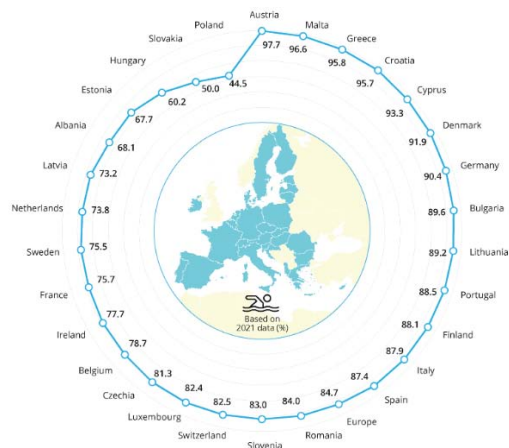 Austria
97.7
Malta
96.6
Greece
95.8
Croatia
95.7
Cyprus
93.3
Denmark
91.9
Germany
90.4
Bulgaria
89.6
Lithuania
89.2
Portugal
88.5
Finland
88.1
Italy
87.9
Spain
87.4
Europe
84.7
Romania
84.0
Slovenia
83.0
Switzerland
82.5
Luxembourg
82.4
Czechia
81.3
Belgium
78.7
Ireland
77.7
France
75.7
Sweden
75.5
Netherlands
73.8
Latvia
73.2
Albania
68.1
Estonia
67.7
Hungary
60.2
Slovakia
50.0
Poland
44.5
Based on
2021 data (%)